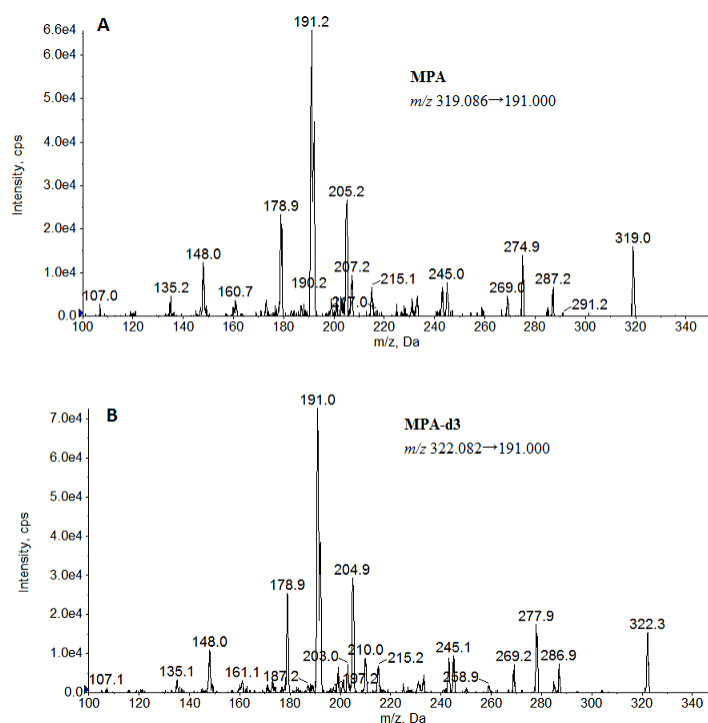 A
6.6e4
191.2
6.0e4
MPA
m/z 319.086→191.000
5.0e4
Intensity, cps
4.0e4
3.0e4
205.2
178.9
2.0e4
319.0
274.9
148.0
1.0e4
207.2
190.2
215.1
245.0
287.2
135.2
160.7
269.0
107.0
291.2
0.0
100 120 140 160 180 200 220 240 260 280 300 320 340
m/z, Da
B
191.0
7.0e4
MPA-d3
m/z 322.082→191.000
6.0e4
5.0e4
Intensity, cps
4.0e4
204.9
3.0e4
178.9
2.0e4
277.9
322.3
148.0
1.0e4
203.0
210.0
215.2
245.1
269.2
286.9
107.1
135.1
161.1
187.2
197.2
258.9
0.0
100 120 140 160 180 200 220 240 260 280 300 320 340
m/z, Da